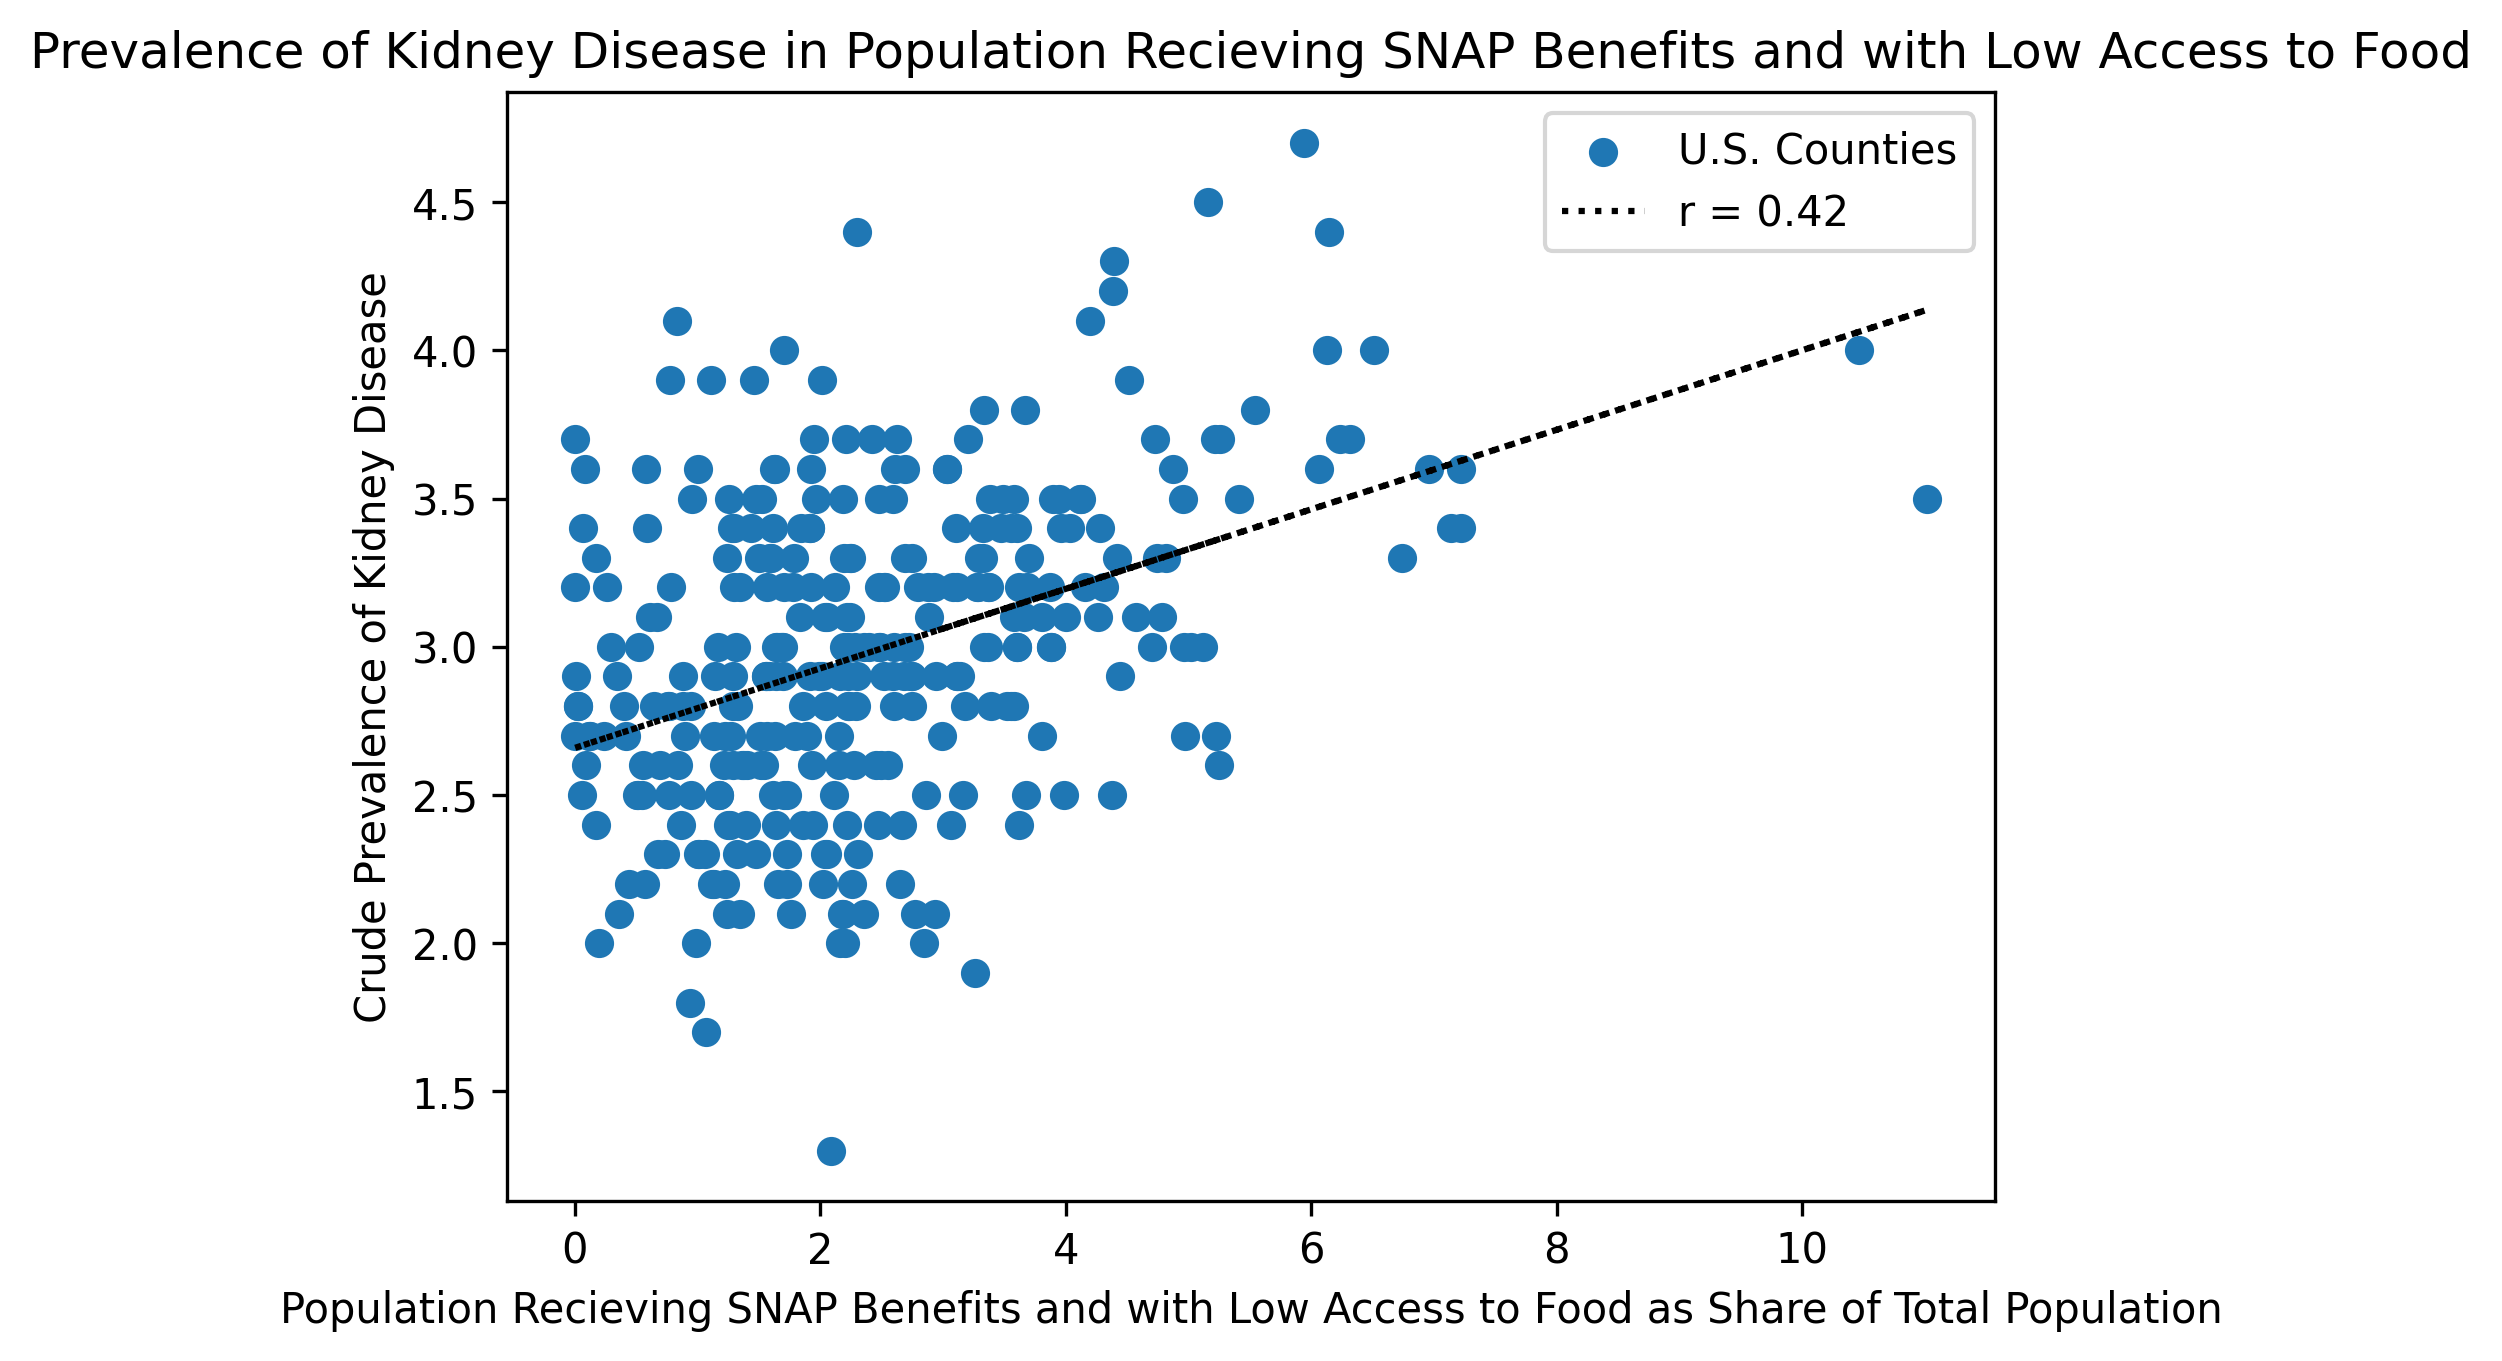 Prevalence of Kidney Disease in Population Recieving SNAP Benefits and with Low Access to Food
U.S. Counties
r = 0.42
Crude Prevalence of Kidney Disease
4.5
4.0
3.5
3.0
2.5
2.0
1.5
0 2 4 6 8 10
Population Recieving SNAP Benefits and with Low Access to Food as Share of Total Population